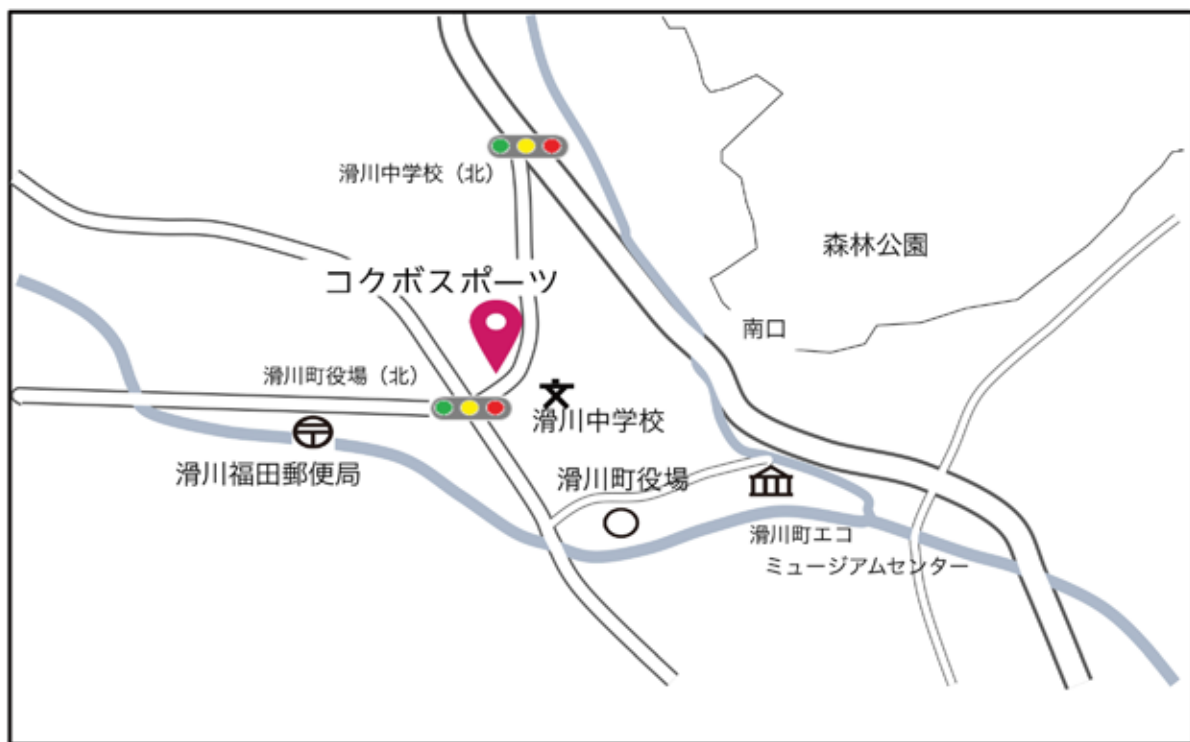 滑川中学校（北）
森林公園
コクボスポーツ
南口
滑川町役場（北）
滑川中学校
滑川福田郵便局
滑川町役場
滑川町エコ
ミュージアムセンター